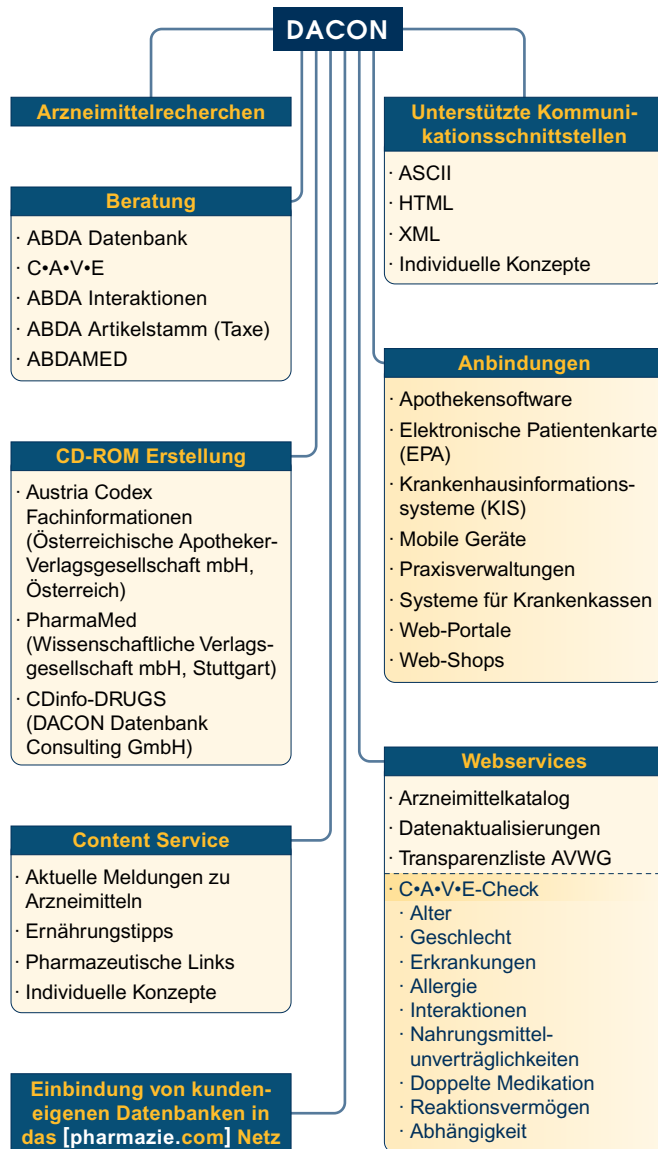 DACON
Arzneimittelrecherchen
Beratung
· ABDA Datenbank
· C•A•V•E
· ABDA Interaktionen
· ABDA Artikelstamm (Taxe)
· ABDAMED
CD-ROM Erstellung
· Austria Codex
Fachinformationen
(Österreichische Apotheker-
Verlagsgesellschaft mbH,
Österreich)
· PharmaMed
(Wissenschaftliche Verlags-
gesellschaft mbH, Stuttgart)
· CDinfo-DRUGS
(DACON Datenbank
Consulting GmbH)
Content Service
· Aktuelle Meldungen zu
Arzneimitteln
· Ernährungstipps
· Pharmazeutische Links
· Individuelle Konzepte
Einbindung von kunden-
eigenen Datenbanken in
das [pharmazie.com] Netz
Unterstützte Kommuni-
kationsschnittstellen
· ASCII
· HTML
· XML
· Individuelle Konzepte
Anbindungen
· Apothekensoftware
· Elektronische Patientenkarte
(EPA)
· Krankenhausinformations-
systeme (KIS)
· Mobile Geräte
· Praxisverwaltungen
· Systeme für Krankenkassen
· Web-Portale
· Web-Shops
Webservices
· Arzneimittelkatalog
· Datenaktualisierungen
· Transparenzliste AVWG
· C•A•V•E-Check
· Alter
· Geschlecht
· Erkrankungen
· Allergie
· Interaktionen
· Nahrungsmittel-
unverträglichkeiten
· Doppelte Medikation
· Reaktionsvermögen
· Abhängigkeit